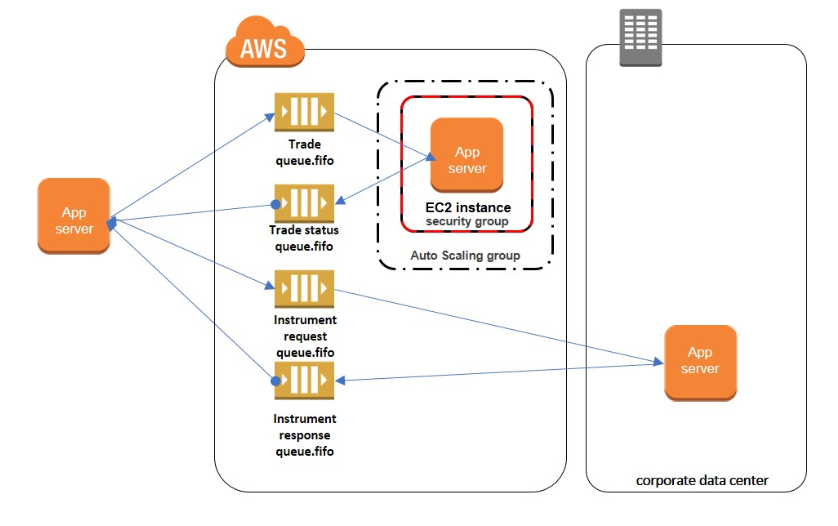 AWS
Trade
queue.fifo
App
server
EC2 instance
security group
Auto Scaling group
App
server
Trade status
queue.fifo
Instrument
request
queue.fifo
App
server
Instrument
response
queue.fifo
corporate data center